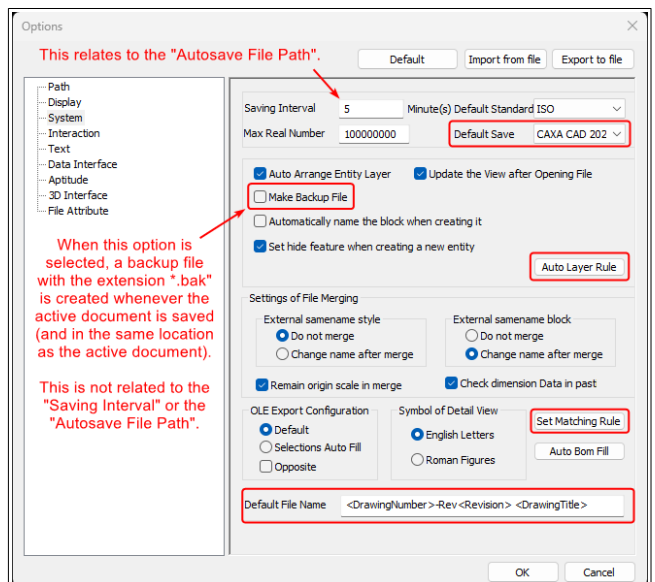 Options
This relates to the "Autosave File Path".
Default Import from file Export to file
Path
Display
System
Interaction
Text
Data Interface
Aptitude
3D Interface
File Attribute
When this option is
selected, a backup file
with the extension *.bak"
is created whenever the
active document is saved
(and in the same location
as the active document).
This is not related to the
"Saving Interval" or the
"Autosave File Path".
Saving Interval 5 Minute(s) Default Standard ISO
Max Real Number 100000000 Default Save CAXA CAD 202
Auto Arrange Entity Layer Update the View after Opening File
Make Backup File
Automatically name the block when creating it
Set hide feature when creating a new entity
Auto Layer Rule
Settings of File Merging
External samename style External samename block
Do not merge Do not merge
Change name after merge Change name after merge
Remain origin scale in merge Check dimension Data in past
OLE Export Configuration Symbol of Detail View
Default English Letters Set Matching Rule
Selections Auto Fill Auto Bom Fill
Opposite Roman Figures
Default File Name <DrawingNumber>-Rev<Revision> <DrawingTitle>
OK Cancel